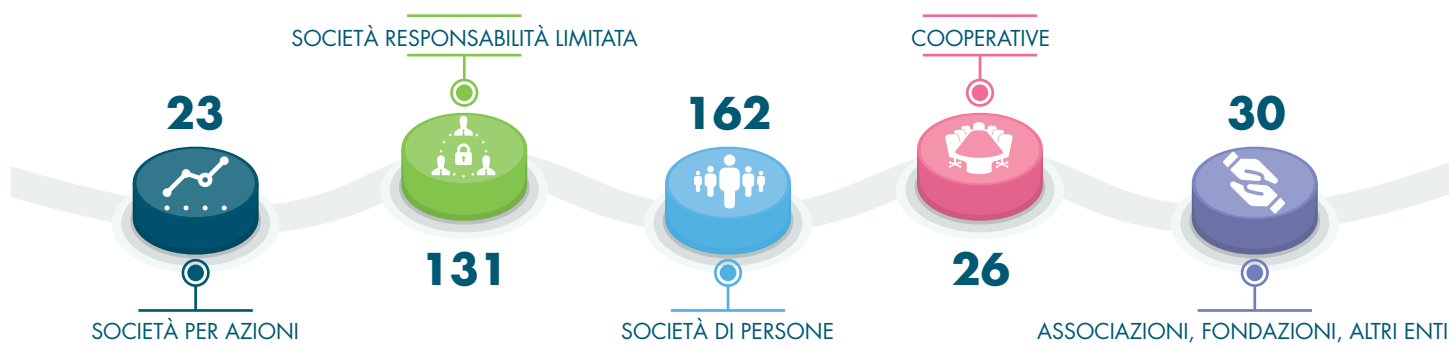 SOCIETÀ RESPONSABILITÀ LIMITATA
COOPERATIVE
23
162
30
131
26
SOCIETÀ PER AZIONI
SOCIETÀ DI PERSONE
ASSOCIAZIONI, FONDAZIONI, ALTRI ENTI